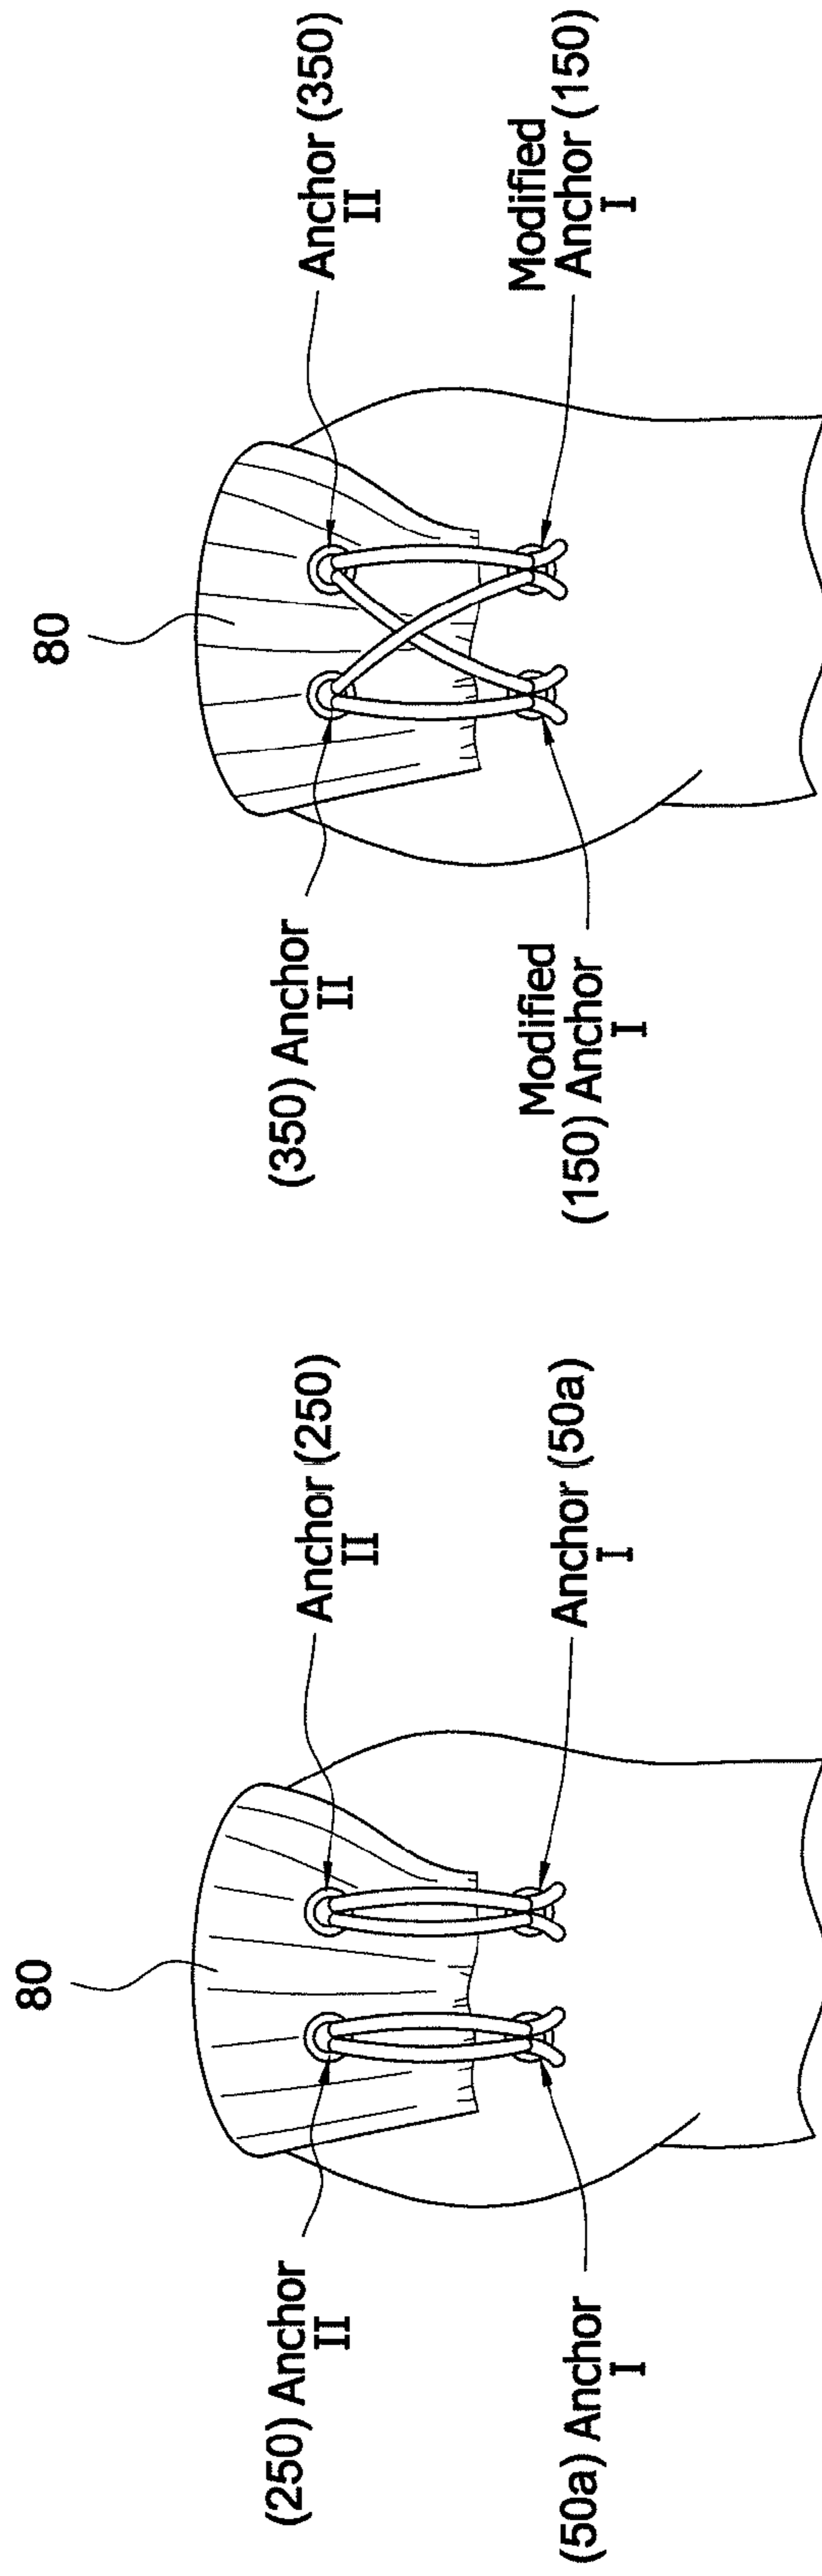 80
(250) Anchor
II
Anchor (250)
II
(50a) Anchor
I
Anchor (50a)
I
80
(350) Anchor
II
Anchor (350)
II
Modified
(150) Anchor
I
Modified
Anchor (150)
I